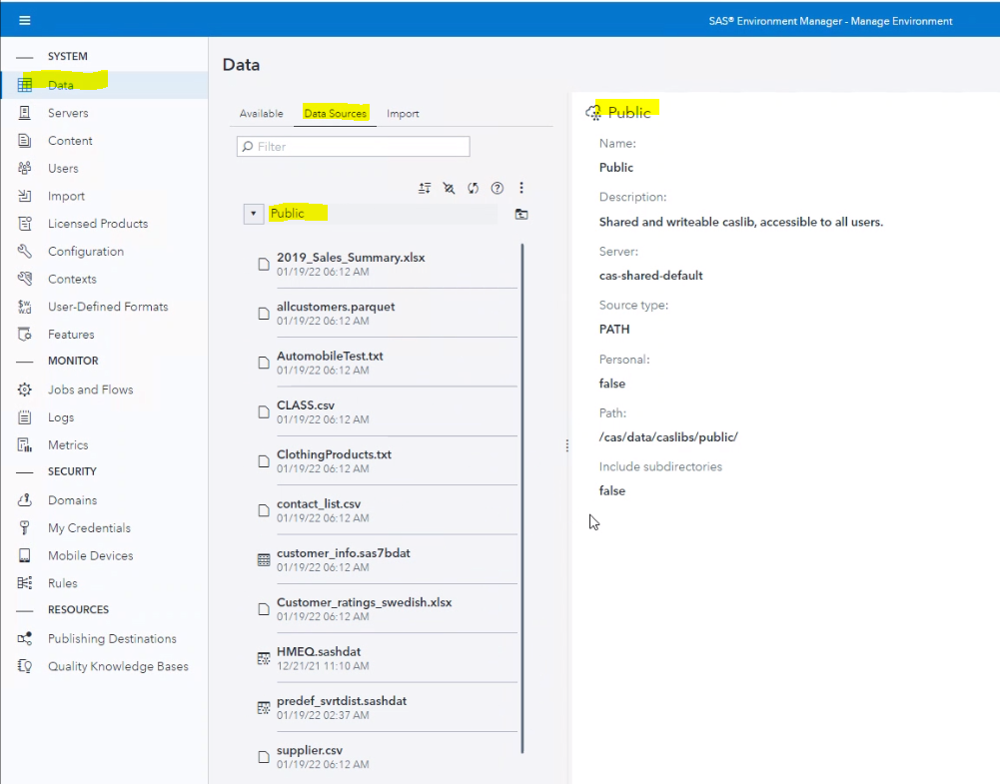 SAS® Environment Manager - Manage Environment
SYSTEM
Data
Servers
Content
Users
Import
Licensed Products
Configuration
Contexts
User-Defined Formats
Features
MONITOR
Jobs and Flows
Logs
Metrics
SECURITY
Domains
My Credentials
Mobile Devices
Rules
RESOURCES
Publishing Destinations
Quality Knowledge Bases
Data
Available Data Sources Import
Filter
Public
2019_Sales_Summary.xlsx
01/19/22 06:12 AM
allcustomers.parquet
01/19/22 06:12 AM
AutomobileTest.txt
01/19/22 06:12 AM
CLASS.csv
01/19/22 06:12 AM
ClothingProducts.txt
01/19/22 06:12 AM
contact_list.csv
01/19/22 06:12 AM
customer_info.sas7bdat
01/19/22 06:12 AM
Customer_ratings_swedish.xlsx
01/19/22 06:12 AM
HMEQ.sashdat
12/21/21 11:10 AM
predef_svrtdist.sashdat
01/19/22 02:37 AM
supplier.csv
01/19/22 06:12 AM
Public
Name:
Public
Description:
Shared and writeable caslib, accessible to all users.
Server:
cas-shared-default
Source type:
PATH
Personal:
false
Path:
/cas/data/caslibs/public/
Include subdirectories
false